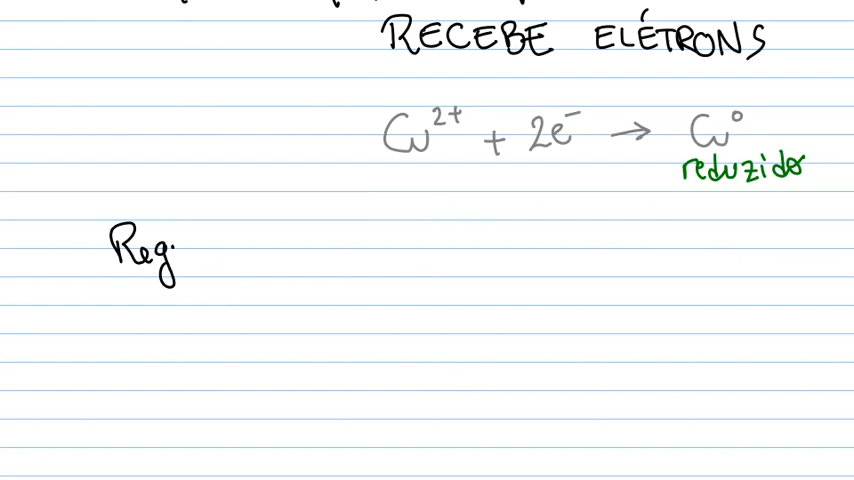 RECEBE ELÉTRONS
Cu²⁺ + 2e⁻ → Cu⁰
reduzido
Reg.